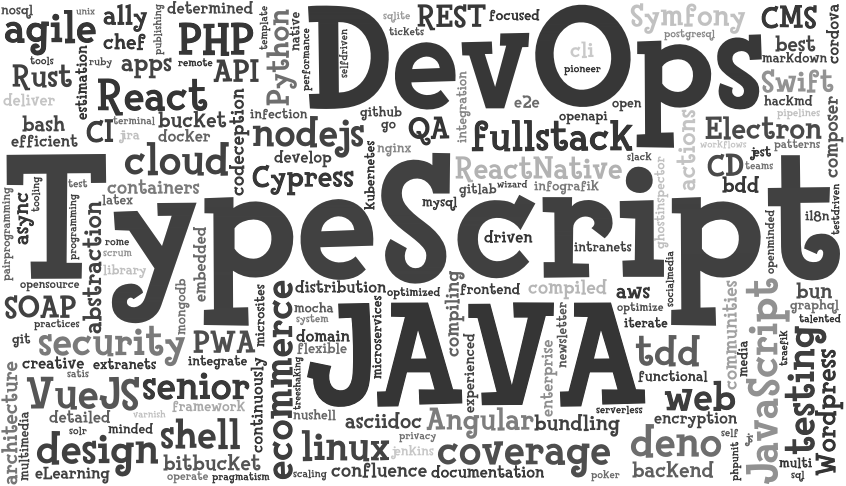 nosql
agile
unix
ally
chef
publishing
determined
PHP
template
Python
native
performance
selfdriven
sqlite
tickets
REST
focused
DevOps
cli
pioneer
Symfony
postgresql
CMS
best
markdown
cordova
tools
Rust
deliver
estimation
ruby
apps
remote
API
React
bash
efficient
CI
terminal
jira
bucket
docker
codeception
infection
nodejs
develop
github
go
QA
integration
e2e
open
openapi
fullstack
Swift
hackmd
pipelines
composer
Electron
workflows
patterns
actions
cloud
containers
Cypress
kubernetes
nginx
ReactNative
slack
gitlab
wizard
infografik
ghostinspector
CD
jest
teams
bdd
pairprogramming
async
tooling
test
programming
latex
abstraction
TypeScript
mysql
driven
intranets
openminded
i18n
testdriven
rome
scrum
library
opensource
embedded
mongodb
SOAP
practices
distribution
optimized
frontend
compiled
aws
optimize
iterate
socialmedia
bun
graphql
talented
git
security
PWA
microsites
ecommerce
mocha
system
domain
flexible
microservices
JAVA
compiling
experienced
enterprise
newsletter
serverless
tdd
functional
communities
media
JavaScript
traefik
testing
Wordpress
creative
extranets
integrate
satis
architecture
multimedia
VueJS
senior
framework
continuously
treeshaking
nushell
detailed
varnish
solr
minded
design
shell
bitbucket
eLearning
operate
pragmatism
scaling
asciidoc
privacy
jenkins
linux
confluence
Angular
bundling
coverage
documentation
poker
web
encryption
deno
self
backend
phpunit
multi
sql